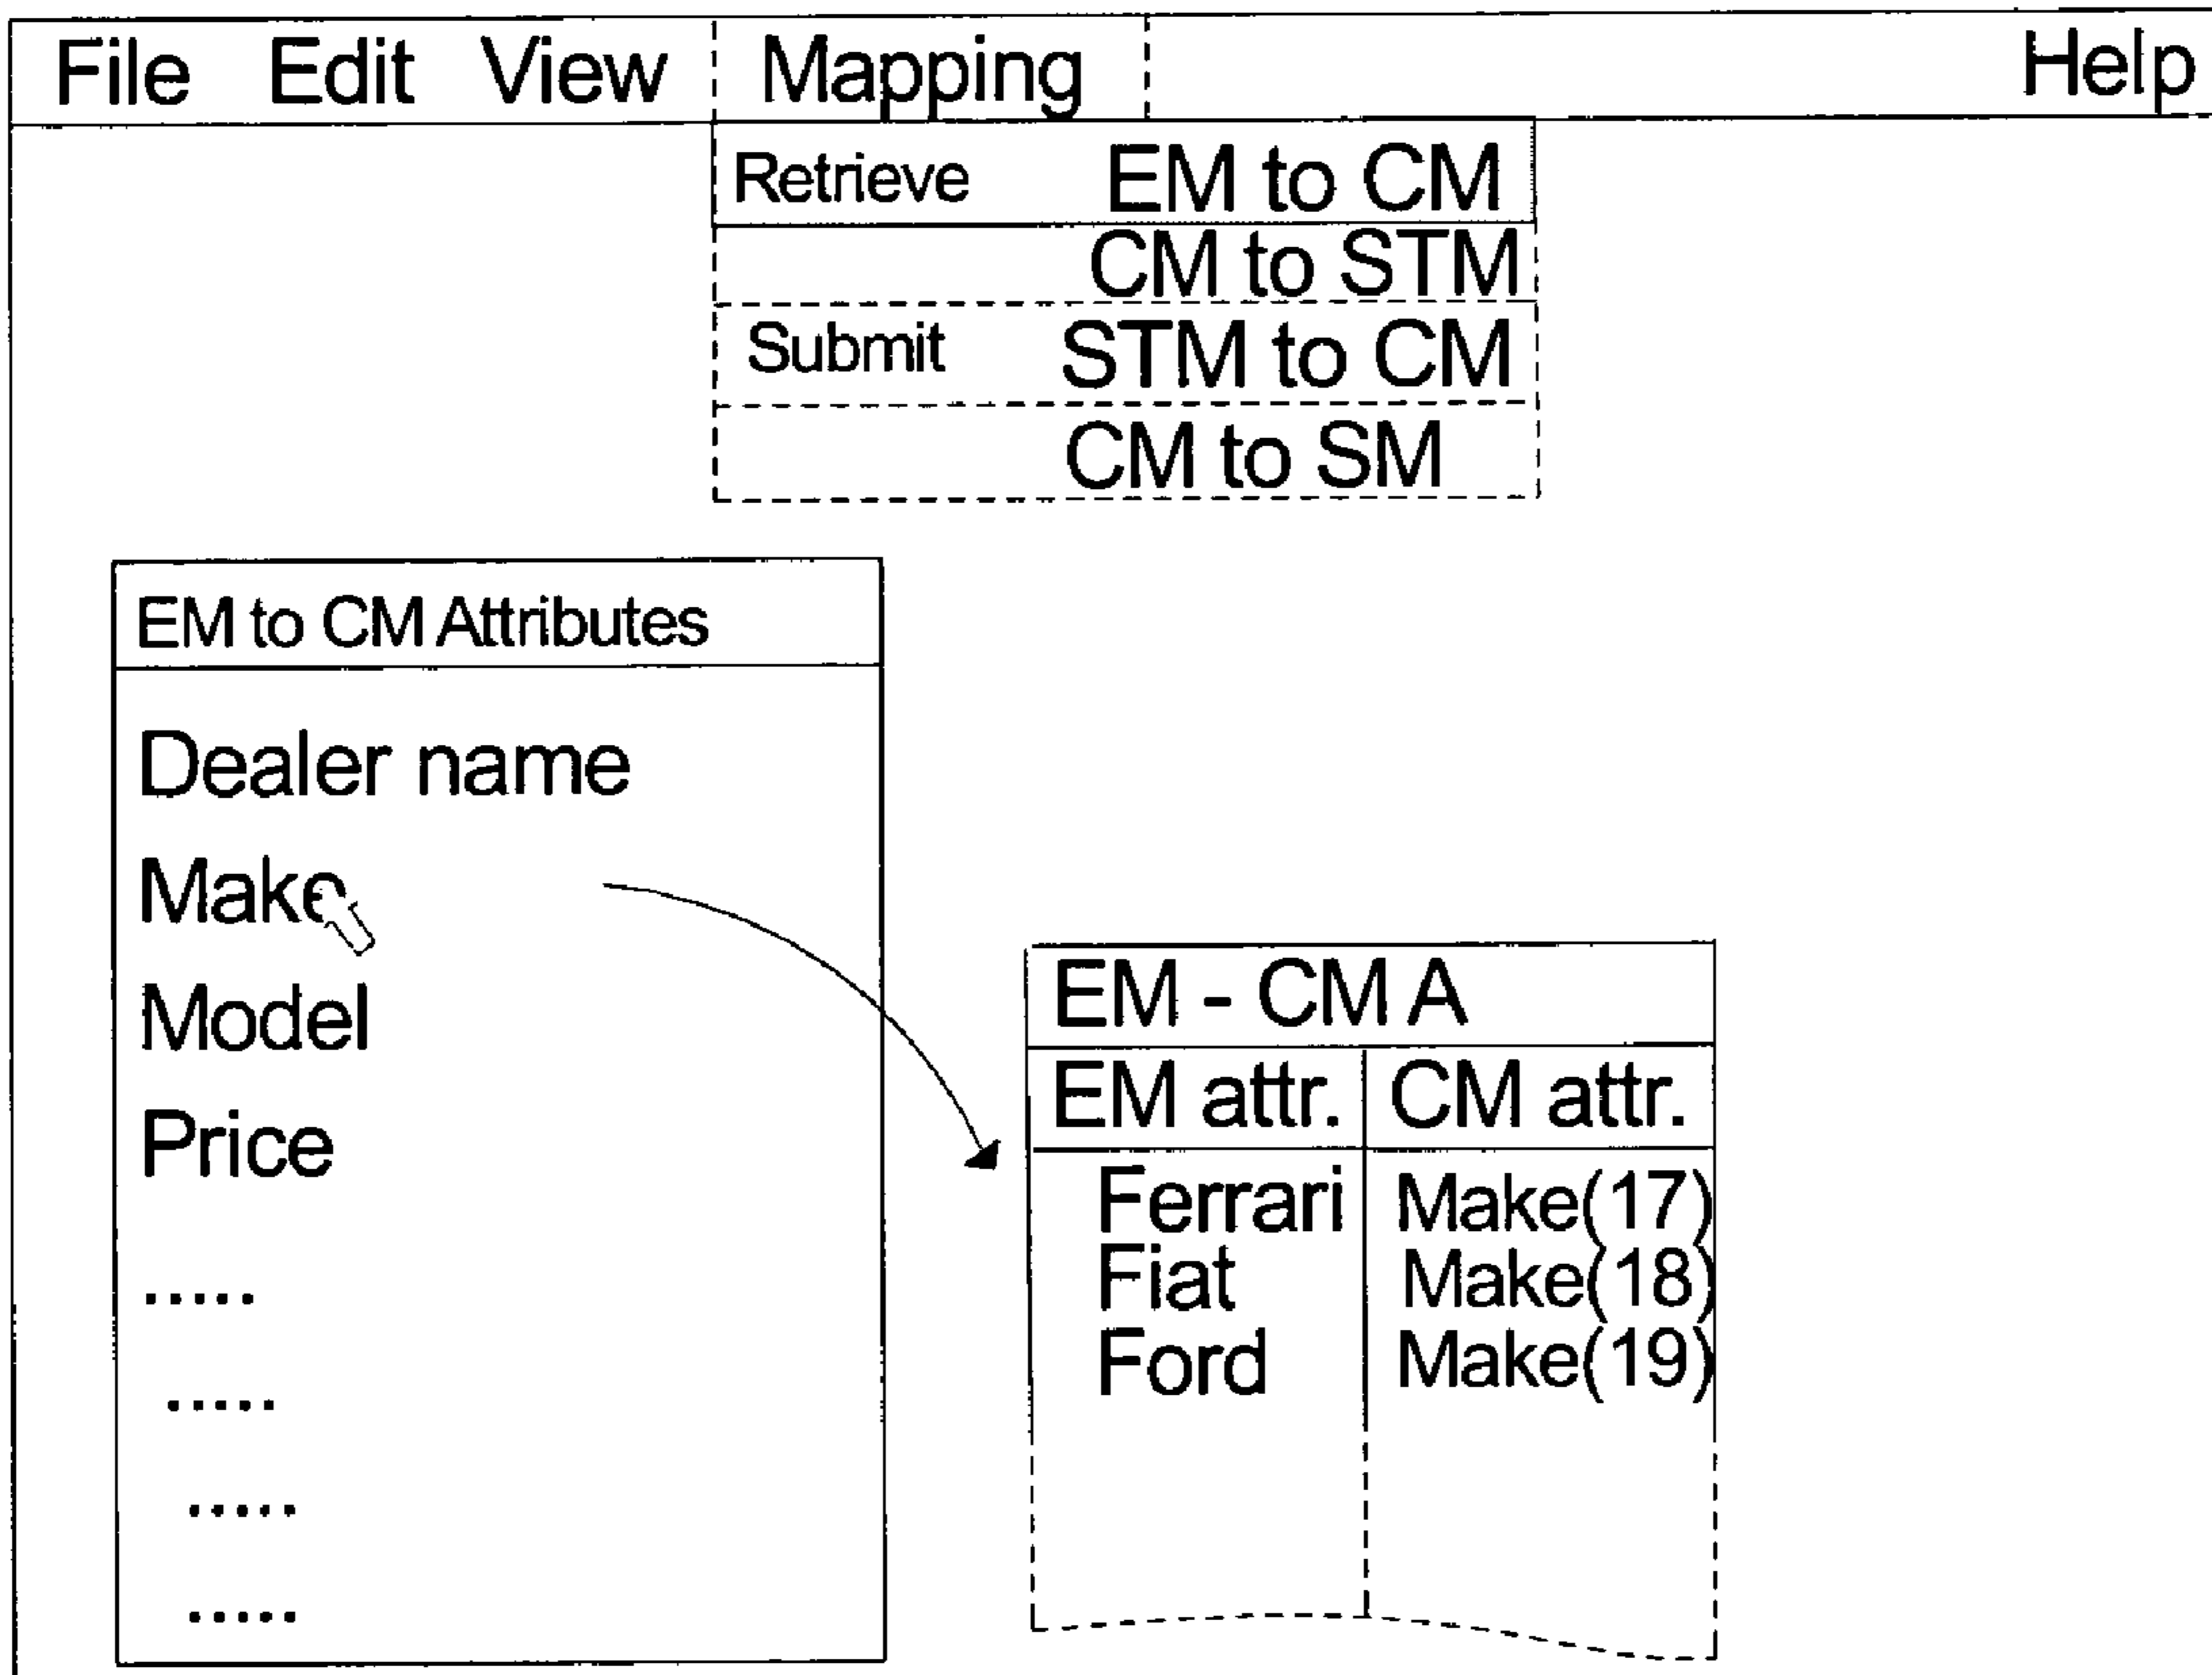 File Edit View Mapping Help
Retrieve EM to CM
CM to STM
Submit STM to CM
CM to SM
EM to CM Attributes
Dealer name
Make
Model
Price
.....
.....
.....
.....
EM - CM A
EM attr. CM attr.
Ferrari Make(17)
Fiat Make(18)
Ford Make(19)